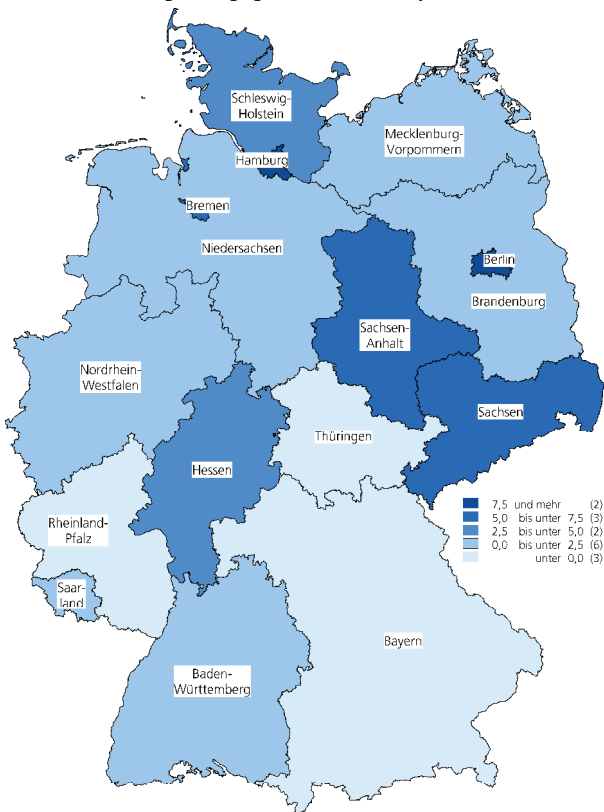 Schleswig-
Holstein
Mecklenburg-
Vorpommern
Hamburg
Bremen
Niedersachsen
Berlin
Brandenburg
Sachsen-
Anhalt
Nordrhein-
Westfalen
Sachsen
Thüringen
Hessen
7,5 und mehr (2)
5,0 bis unter 7,5 (3)
2,5 bis unter 5,0 (2)
0,0 bis unter 2,5 (6)
unter 0,0 (3)
Rheinland-
Pfalz
Saar-
land
Bayern
Baden-
Württemberg